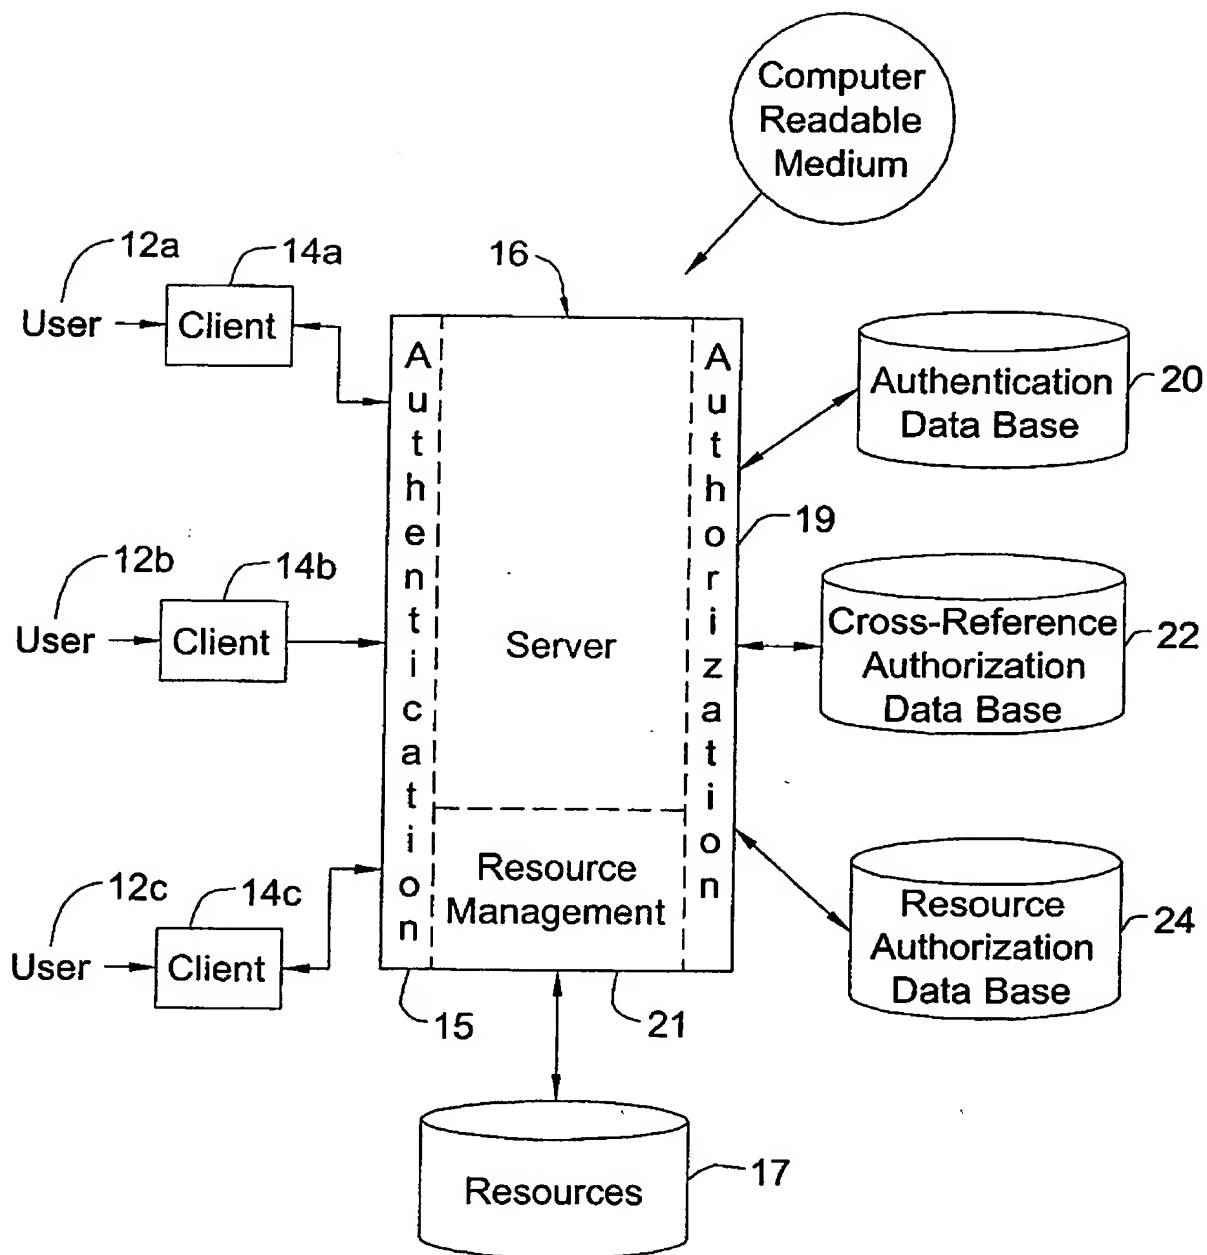 Computer
Readable
Medium
12a
14a
16
User
Client
Authentication
Authorization
Authentication
Data Base
20
19
12b
14b
User
Client
Server
Cross-Reference
Authorization
Data Base
22
Resource
Management
12c
14c
User
Client
Resource
Authorization
Data Base
24
15
21
Resources
17